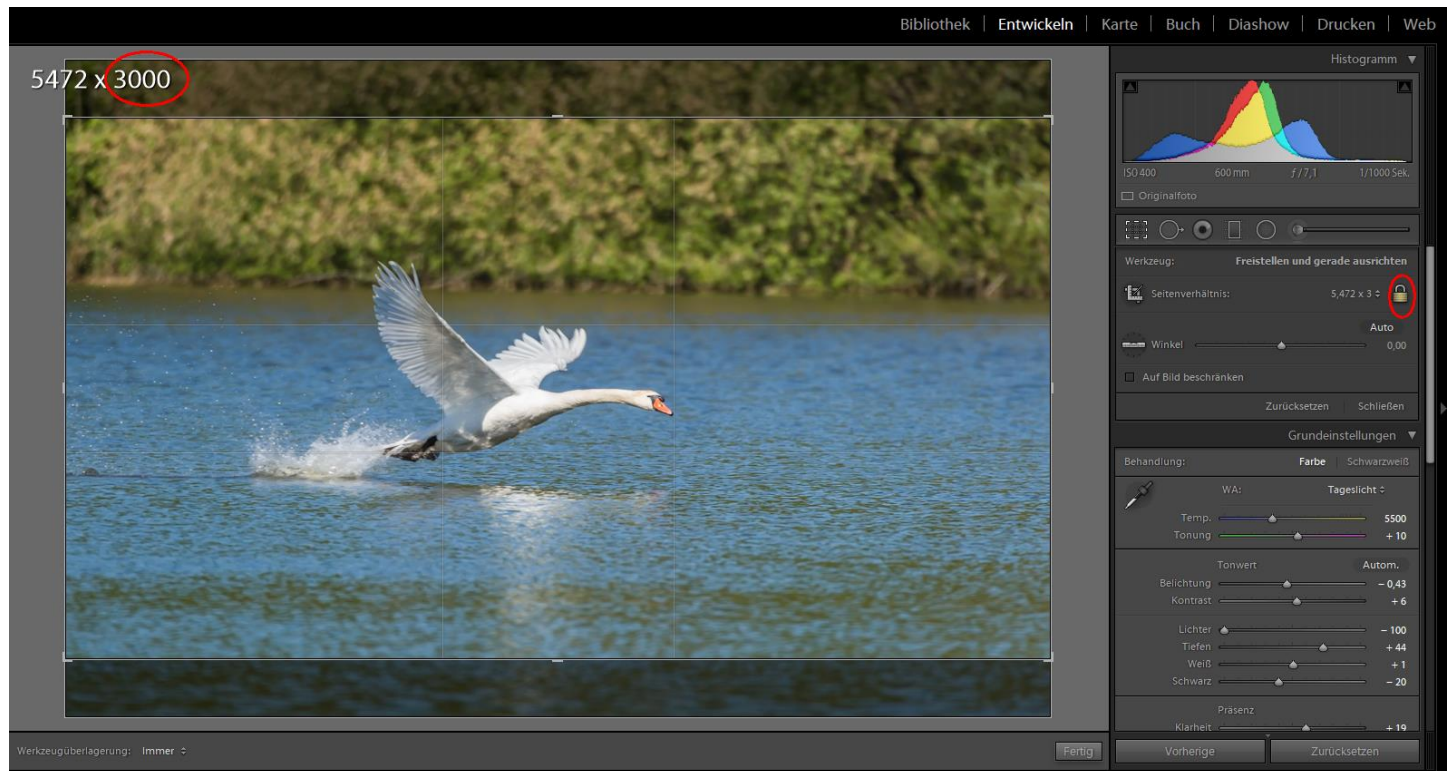 Bibliothek | Entwickeln | Karte | Buch | Diashow | Drucken | Web
5472 x 3000
Histogramm
ISO 400 600 mm ƒ / 7,1 1/1000 Sek.
Originalfoto
Werkzeug: Freistellen und gerade ausrichten
Seitenverhältnis: 5,472 x 3
Auto
Winkel 0,00
Auf Bild beschränken
Zurücksetzen Schließen
Grundeinstellungen
Behandlung: Farbe Schwarzweiß
WA: Tageslicht
Temp. 5500
Tonung + 10
Tonwert Autom.
Belichtung – 0,43
Kontrast + 6
Lichter – 100
Tiefen + 44
Weiß + 1
Schwarz – 20
Präsenz
Klarheit + 19
Werkzeugüberlagerung: Immer Fertig Vorherige Zurücksetzen